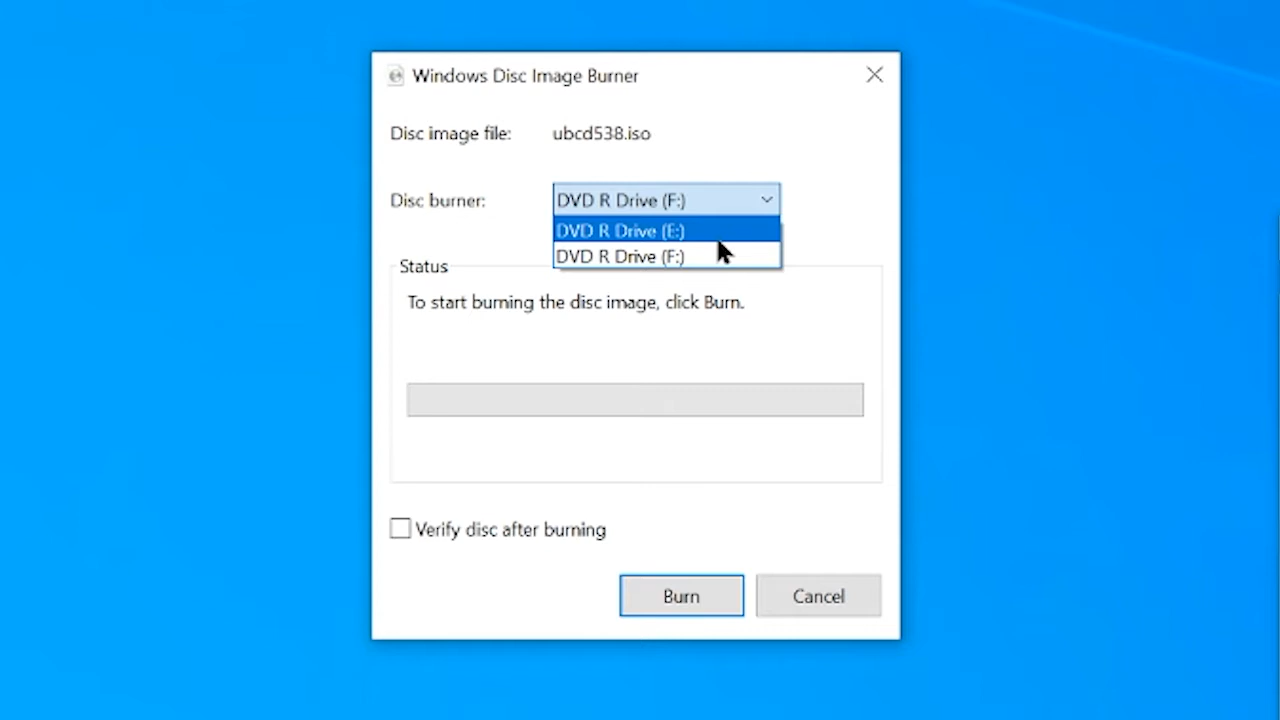 Windows Disc Image Burner
Disc image file: ubcd538.iso
Disc burner: DVD R Drive (F:)
DVD R Drive (E:)
DVD R Drive (F:)
Status
To start burning the disc image, click Burn.
Verify disc after burning
Burn Cancel